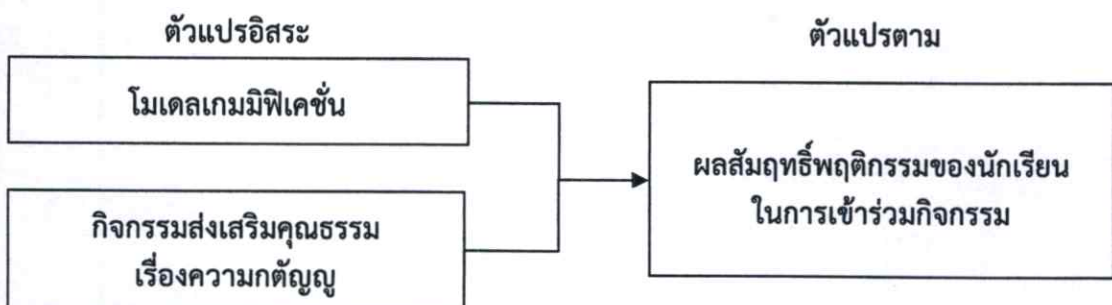 ตัวแปรอิสระ
ตัวแปรตาม
โมเดลเกมมิฟิเคชั่น
กิจกรรมส่งเสริมคุณธรรม
เรื่องความกตัญญู
ผลสัมฤทธิ์พฤติกรรมของนักเรียน
ในการเข้าร่วมกิจกรรม